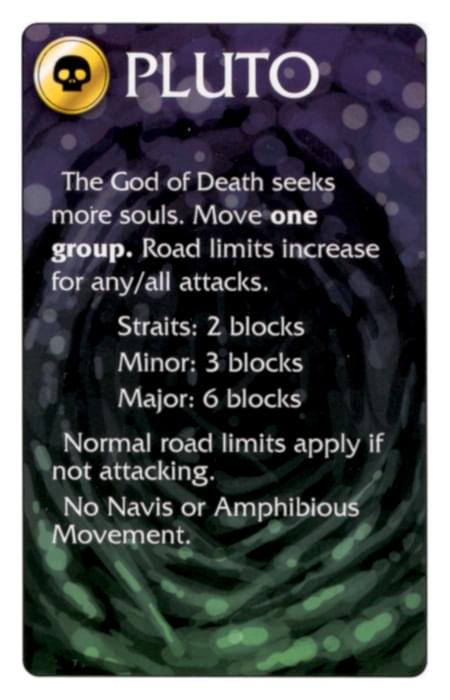 PLUTO
The God of Death seeks
more souls. Move one
group. Road limits increase
for any/all attacks.
Straits: 2 blocks
Minor: 3 blocks
Major: 6 blocks
Normal road limits apply if
not attacking.
No Navis or Amphibious
Movement.